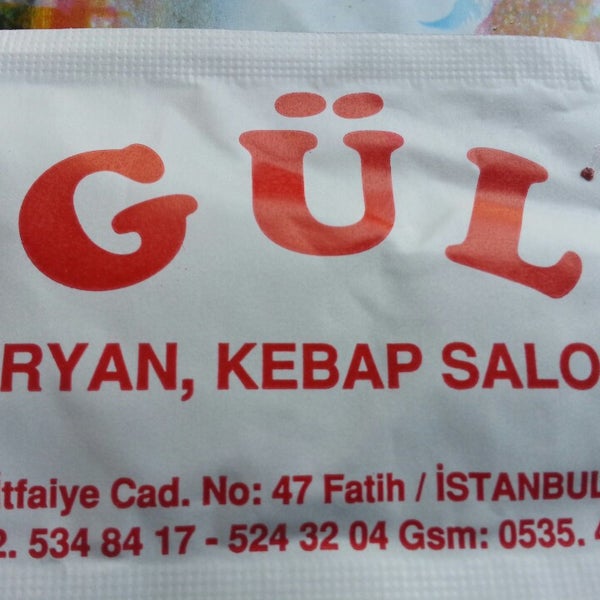 GÜL
RYAN, KEBAP SALO
İtfaiye Cad. No: 47 Fatih / İSTANBUL
2. 534 84 17 - 524 32 04 Gsm: 0535. 4